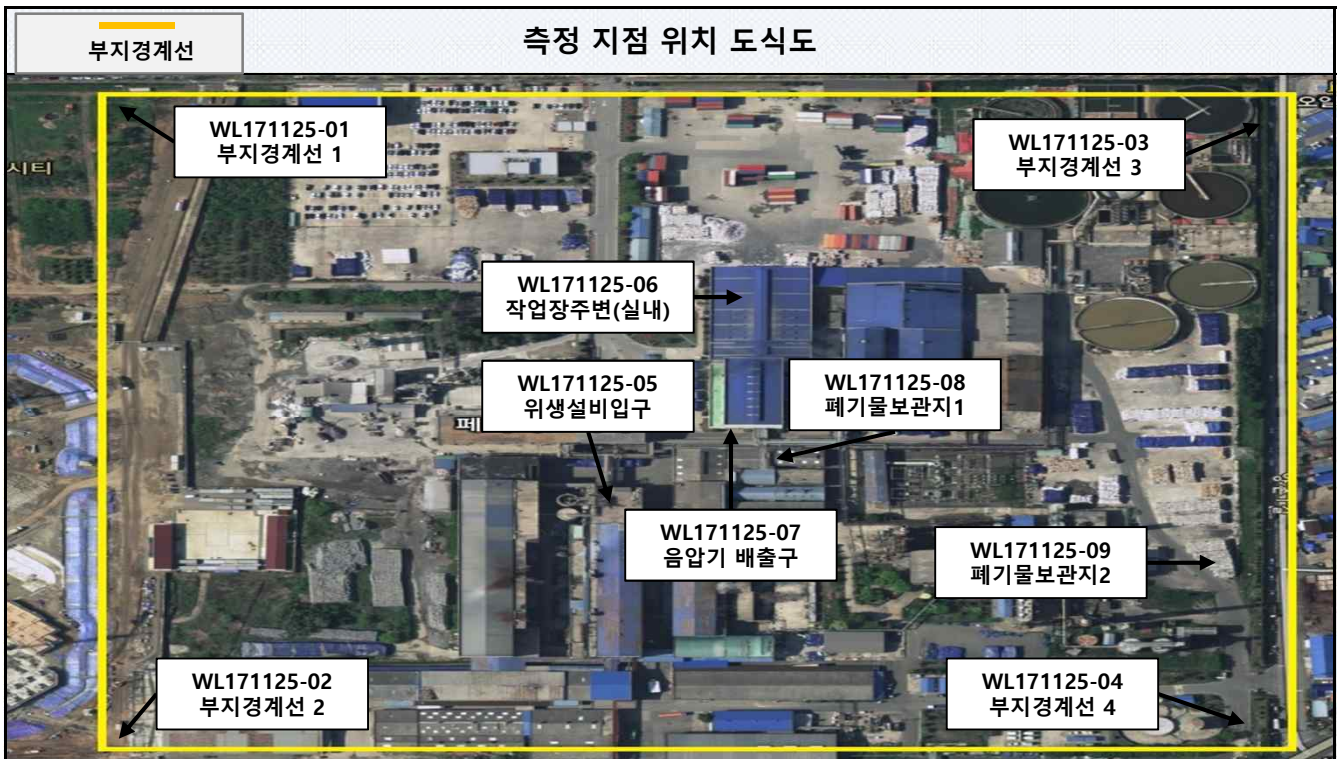 부지경계선
측정 지점 위치 도식도
WL171125-01
부지경계선 1
WL171125-03
부지경계선 3
시티
WL171125-06
작업장주변(실내)
WL171125-05
위생설비입구
WL171125-08
폐기물보관지1
WL171125-07
음압기 배출구
WL171125-09
폐기물보관지2
WL171125-02
부지경계선 2
WL171125-04
부지경계선 4